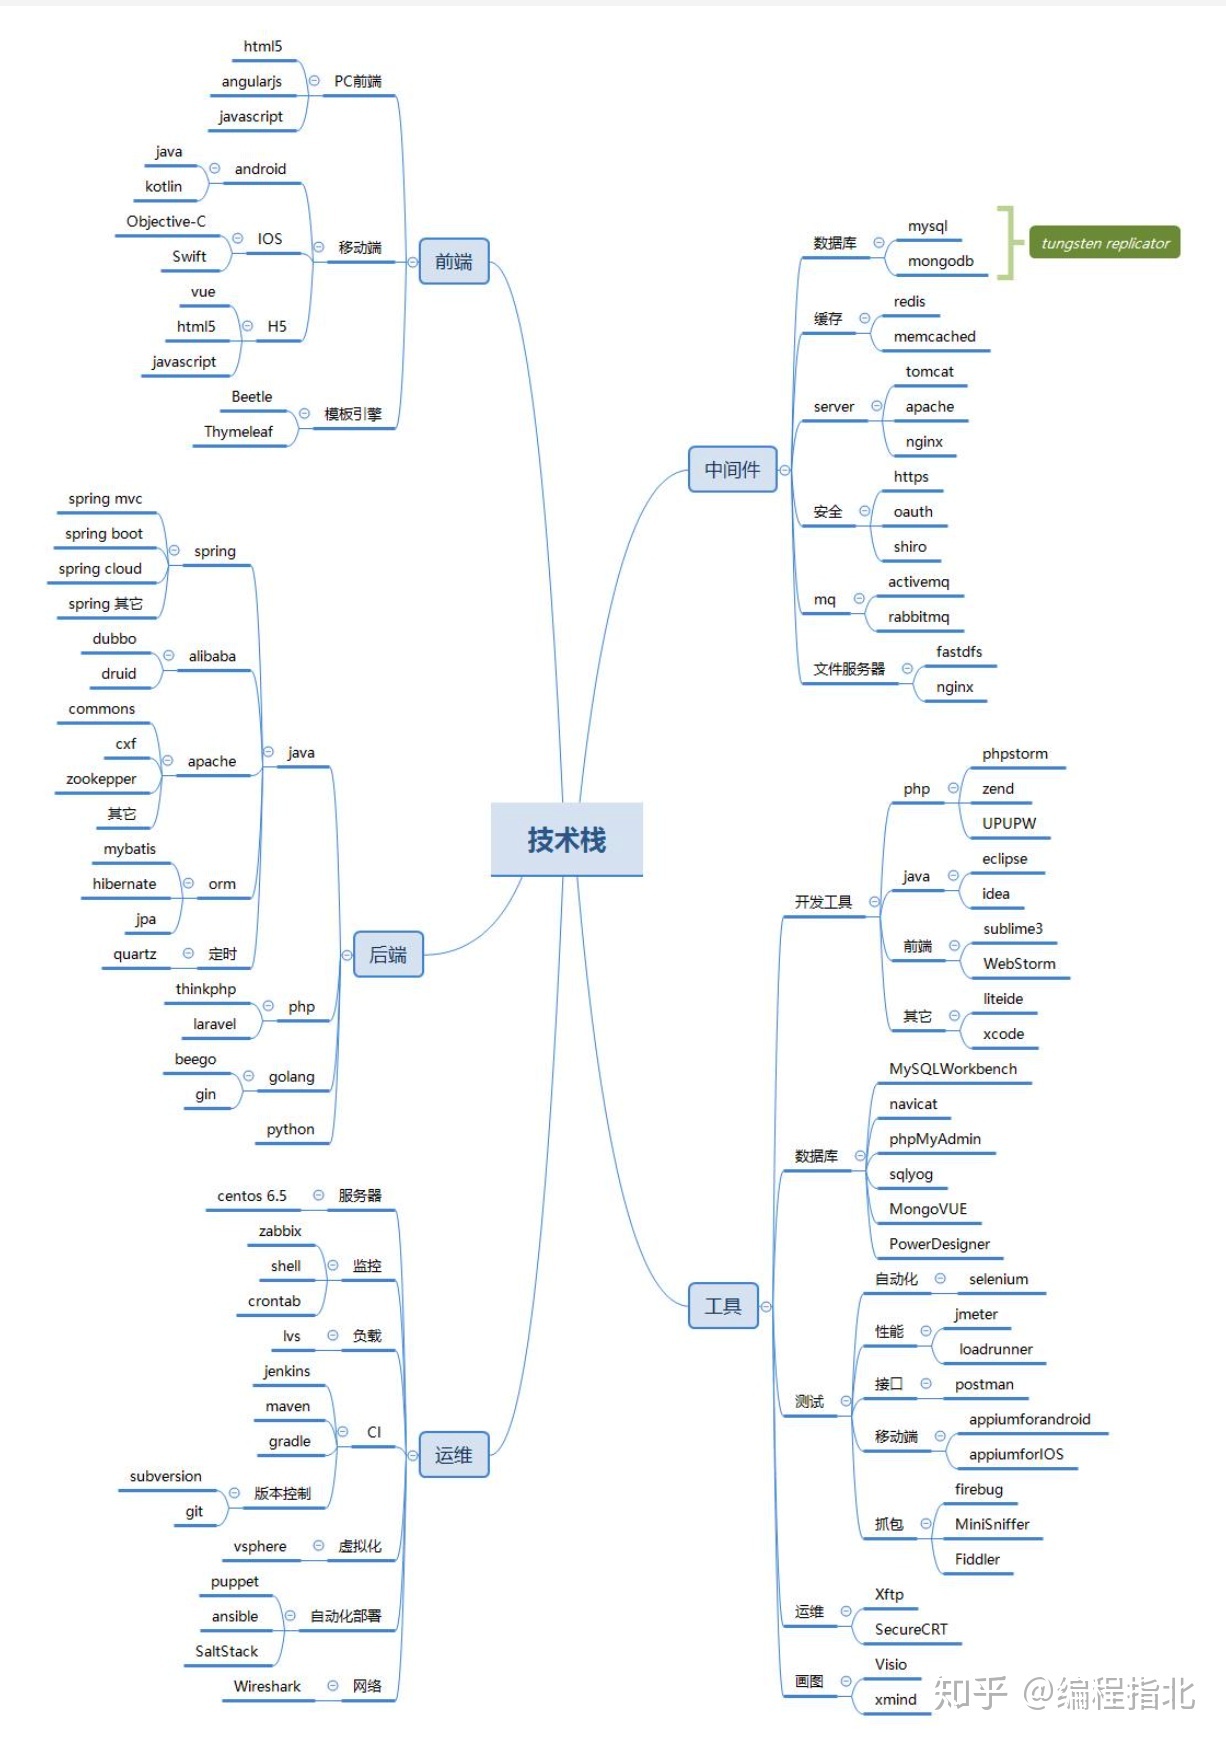 技术栈
前端
PC前端
html5
angularjs
javascript
移动端
android
java
kotlin
IOS
Objective-C
Swift
H5
vue
html5
javascript
模板引擎
Beetle
Thymeleaf
后端
java
spring
spring mvc
spring boot
spring cloud
spring 其它
alibaba
dubbo
druid
apache
commons
cxf
zookepper
其它
orm
mybatis
hibernate
jpa
定时
quartz
php
thinkphp
laravel
golang
beego
gin
python
运维
服务器
centos 6.5
监控
zabbix
shell
crontab
负载
lvs
CI
jenkins
maven
gradle
版本控制
subversion
git
虚拟化
vsphere
自动化部署
puppet
ansible
SaltStack
网络
Wireshark
中间件
数据库
mysql
mongodb
tungsten replicator
缓存
redis
memcached
server
tomcat
apache
nginx
安全
https
oauth
shiro
mq
activemq
rabbitmq
文件服务器
fastdfs
nginx
工具
开发工具
php
phpstorm
zend
UPUPW
java
eclipse
idea
前端
sublime3
WebStorm
其它
liteide
xcode
数据库
MySQLWorkbench
navicat
phpMyAdmin
sqlyog
MongoVUE
PowerDesigner
测试
自动化
selenium
性能
jmeter
loadrunner
接口
postman
移动端
appiumforandroid
appiumforIOS
抓包
firebug
MiniSniffer
Fiddler
运维
Xftp
SecureCRT
画图
Visio
xmind
知乎 @编程指北